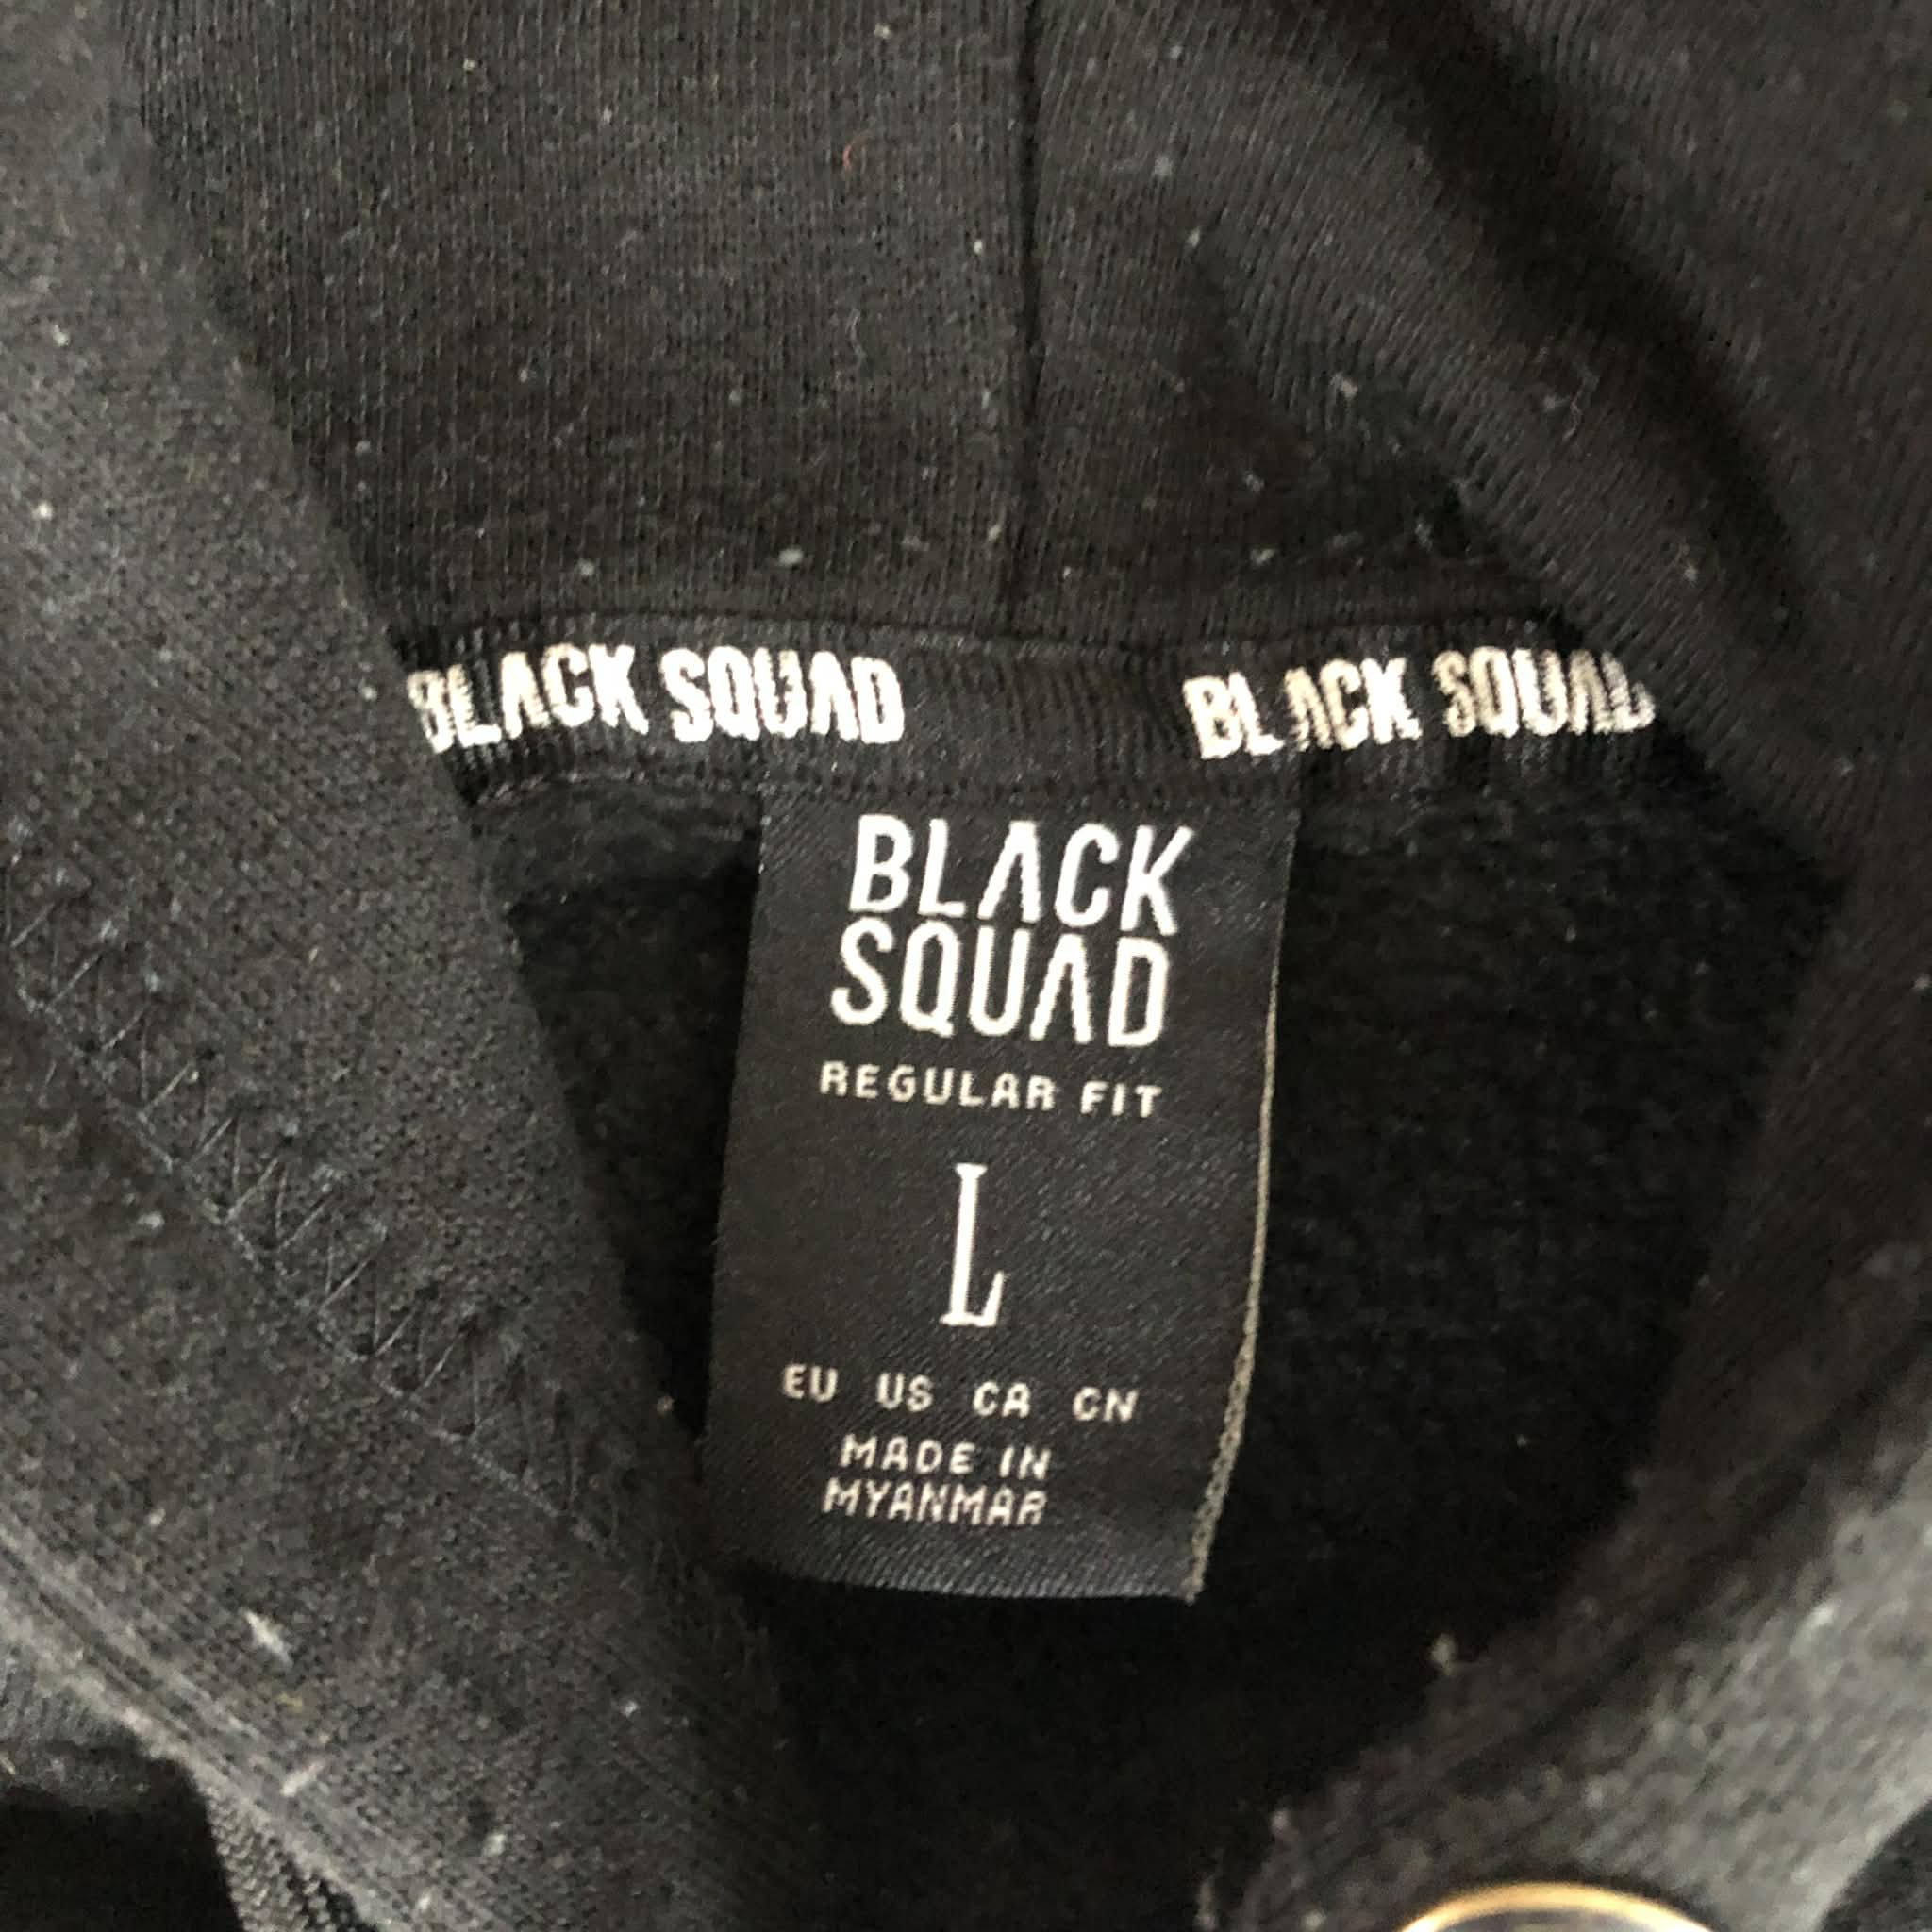 BLACK SQUAD BLACK SQUAD
BLACK
SQUAD
REGULAR FIT
L
EU US CA CN
MADE IN
MYANMAR